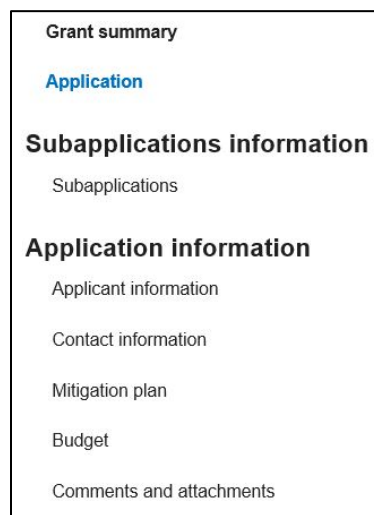 Grant summary
Application
Subapplications information
Subapplications
Application information
Applicant information
Contact information
Mitigation plan
Budget
Comments and attachments